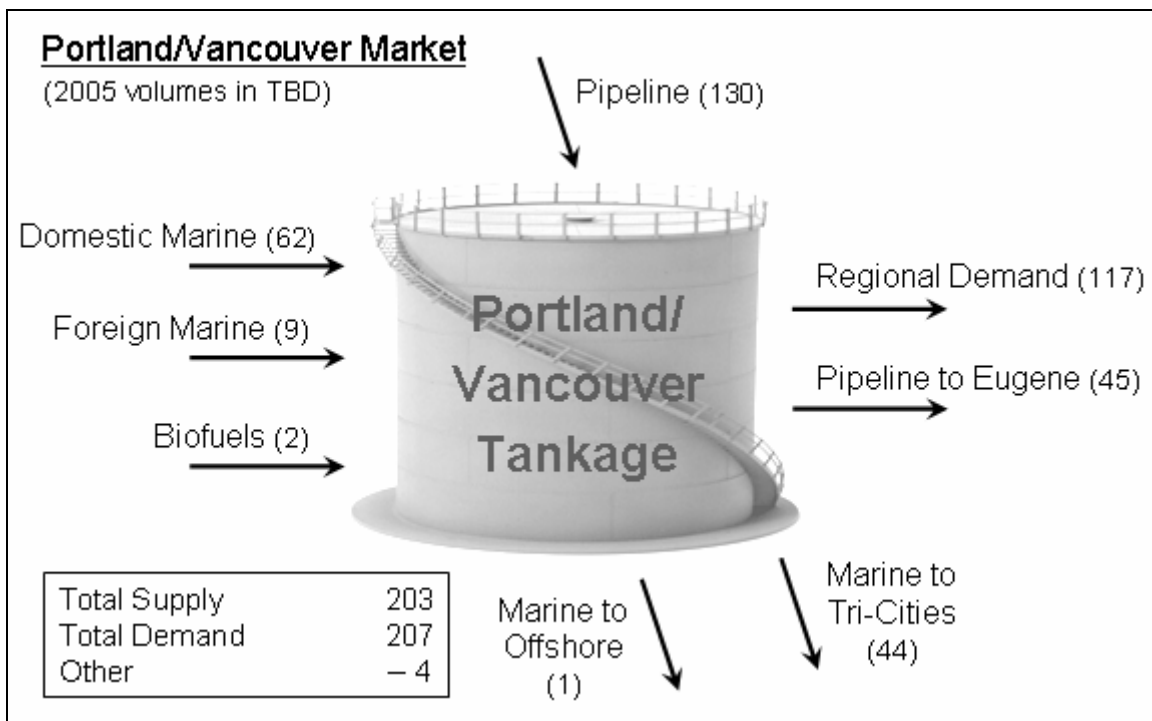 Portland/Vancouver Market
(2005 volumes in TBD)
Pipeline (130)
Domestic Marine (62)
Foreign Marine (9)
Biofuels (2)
Portland/
Vancouver
Tankage
Regional Demand (117)
Pipeline to Eugene (45)
Marine to
Tri-Cities
(44)
Marine to
Offshore
(1)
Total Supply 203
Total Demand 207
Other – 4